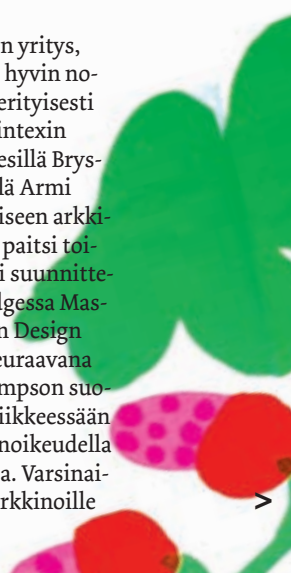 n yritys,
hyvin no-
erityisesti
intexin
esillä Brys-
lä Armi
iseen arkki-
paitsi toi-
i suunnitte-
lgessa Mas-
n Design
euraavana
mpson suo-
iikkeessään
noikeudella
a. Varsinai-
rkkinoille
>